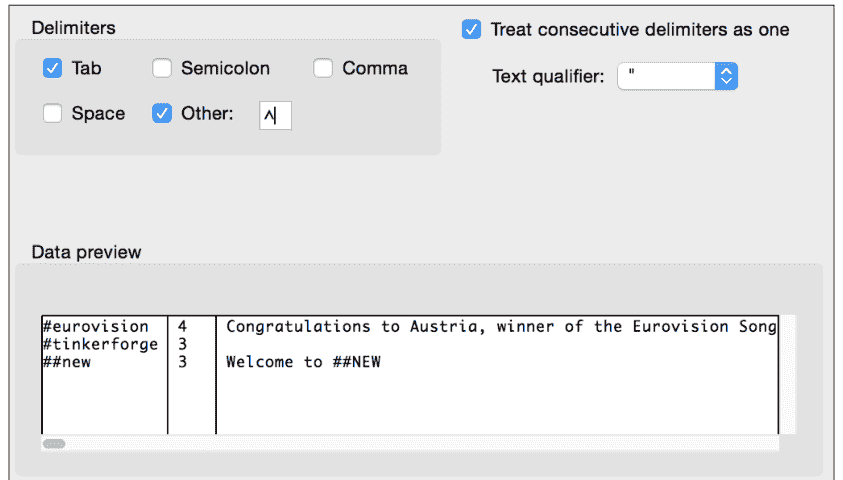 Delimiters
Treat consecutive delimiters as one
Tab Semicolon Comma
Text qualifier: "
Space Other: ^
Data preview
#eurovision 4 Congratulations to Austria, winner of the Eurovision Song
#tinkerforge 3
##new 3 Welcome to ##NEW